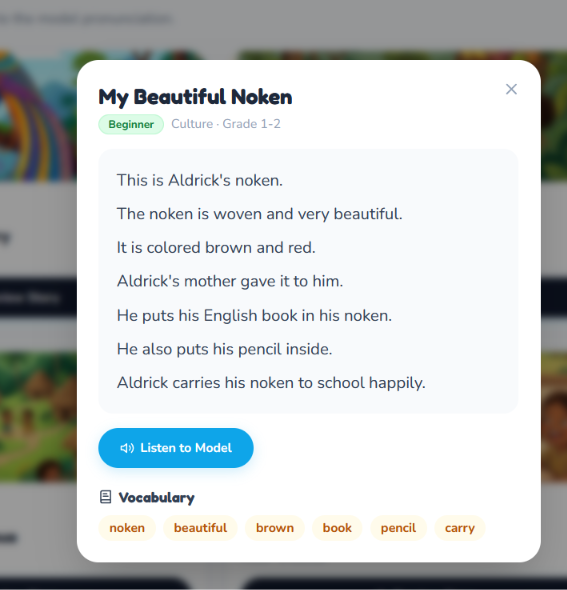 to the model pronunciation
My Beautiful Noken
Beginner Culture · Grade 1-2
This is Aldrick's noken.
The noken is woven and very beautiful.
It is colored brown and red.
Aldrick's mother gave it to him.
He puts his English book in his noken.
He also puts his pencil inside.
Aldrick carries his noken to school happily.
Listen to Model
Vocabulary
noken beautiful brown book pencil carry